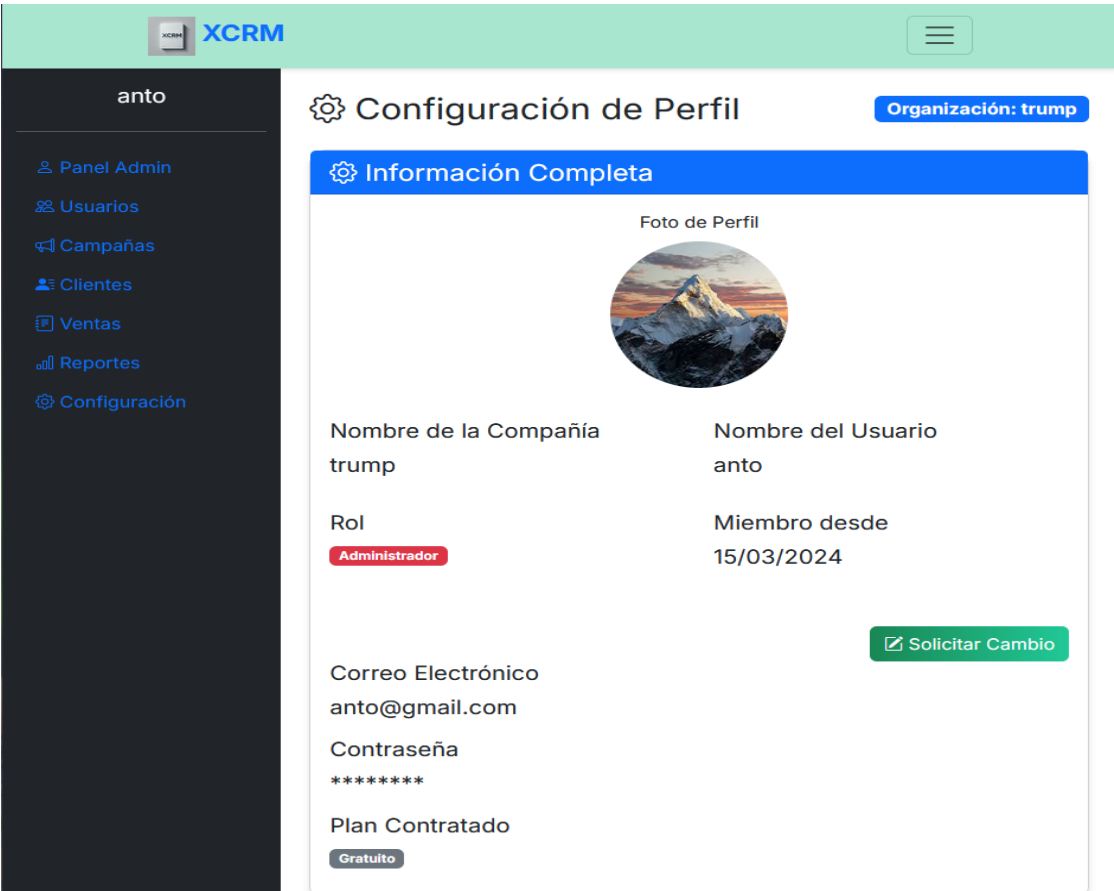 XCRM
XCRM
anto
Panel Admin
Usuarios
Campañas
Clientes
Ventas
Reportes
Configuración
Configuración de Perfil
Organización: trump
Información Completa
Foto de Perfil
Nombre de la Compañía
trump
Nombre del Usuario
anto
Rol
Administrador
Miembro desde
15/03/2024
Solicitar Cambio
Correo Electrónico
anto@gmail.com
Contraseña
********
Plan Contratado
Gratuito